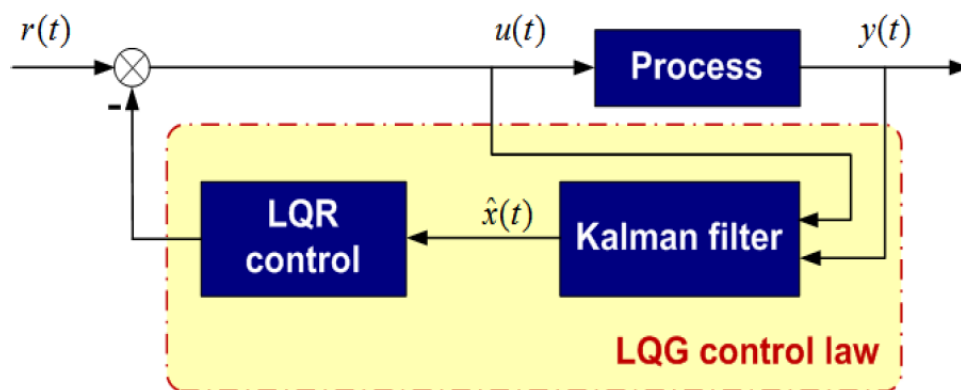 r(t)
u(t)
y(t)
Process
-
LQR
control
x̂(t)
Kalman filter
LQG control law